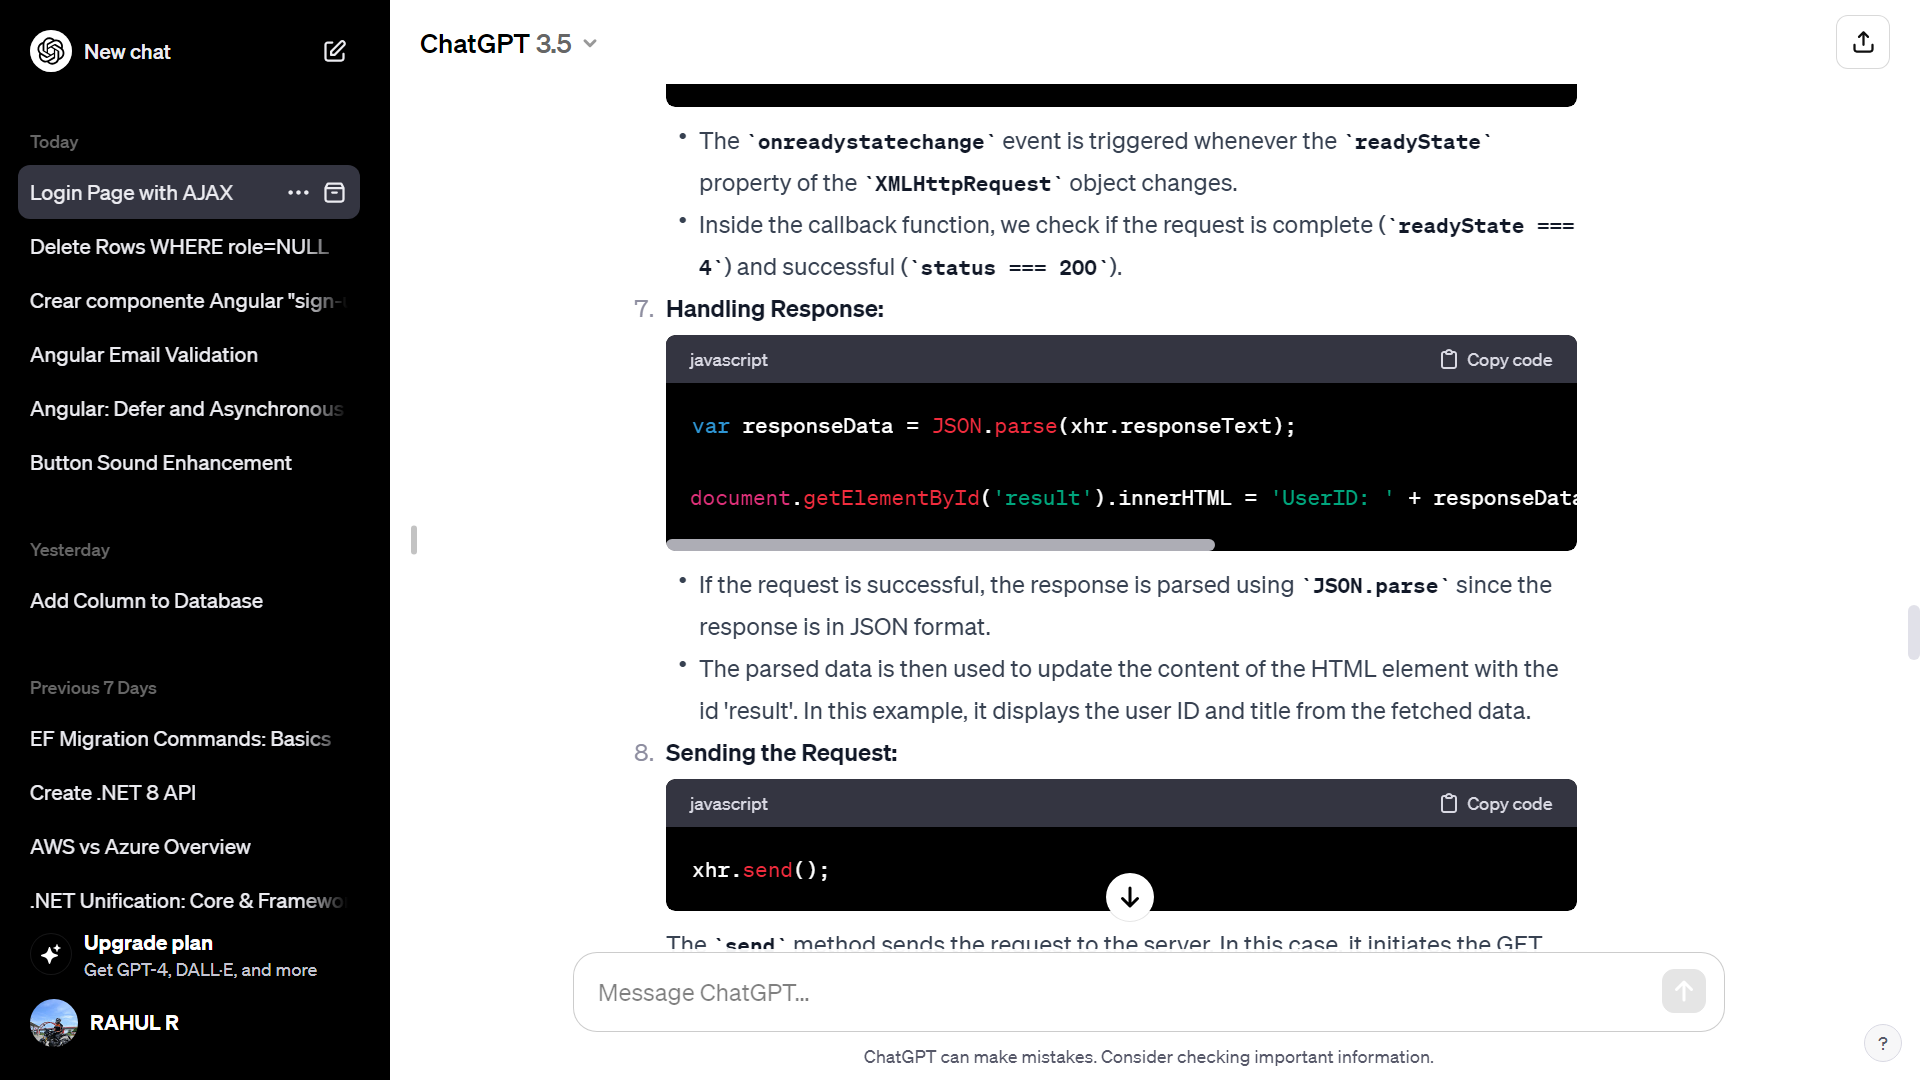 New chat
Today
Login Page with AJAX
Delete Rows WHERE role=NULL
Crear componente Angular "sign-
Angular Email Validation
Angular: Defer and Asynchronous
Button Sound Enhancement
Yesterday
Add Column to Database
Previous 7 Days
EF Migration Commands: Basics
Create .NET 8 API
AWS vs Azure Overview
.NET Unification: Core & Framewo
Upgrade plan
Get GPT-4, DALL·E, and more
RAHUL R
ChatGPT 3.5
• The `onreadystatechange` event is triggered whenever the `readyState`
property of the `XMLHttpRequest` object changes.
• Inside the callback function, we check if the request is complete (`readyState ===
4`) and successful (`status === 200`).
7. Handling Response:
javascript Copy code
var responseData = JSON.parse(xhr.responseText);
document.getElementById('result').innerHTML = 'UserID: ' + responseData
• If the request is successful, the response is parsed using `JSON.parse` since the
response is in JSON format.
• The parsed data is then used to update the content of the HTML element with the
id 'result'. In this example, it displays the user ID and title from the fetched data.
8. Sending the Request:
javascript Copy code
xhr.send();
The `send` method sends the request to the server. In this case, it initiates the GET
Message ChatGPT...
ChatGPT can make mistakes. Consider checking important information.
?